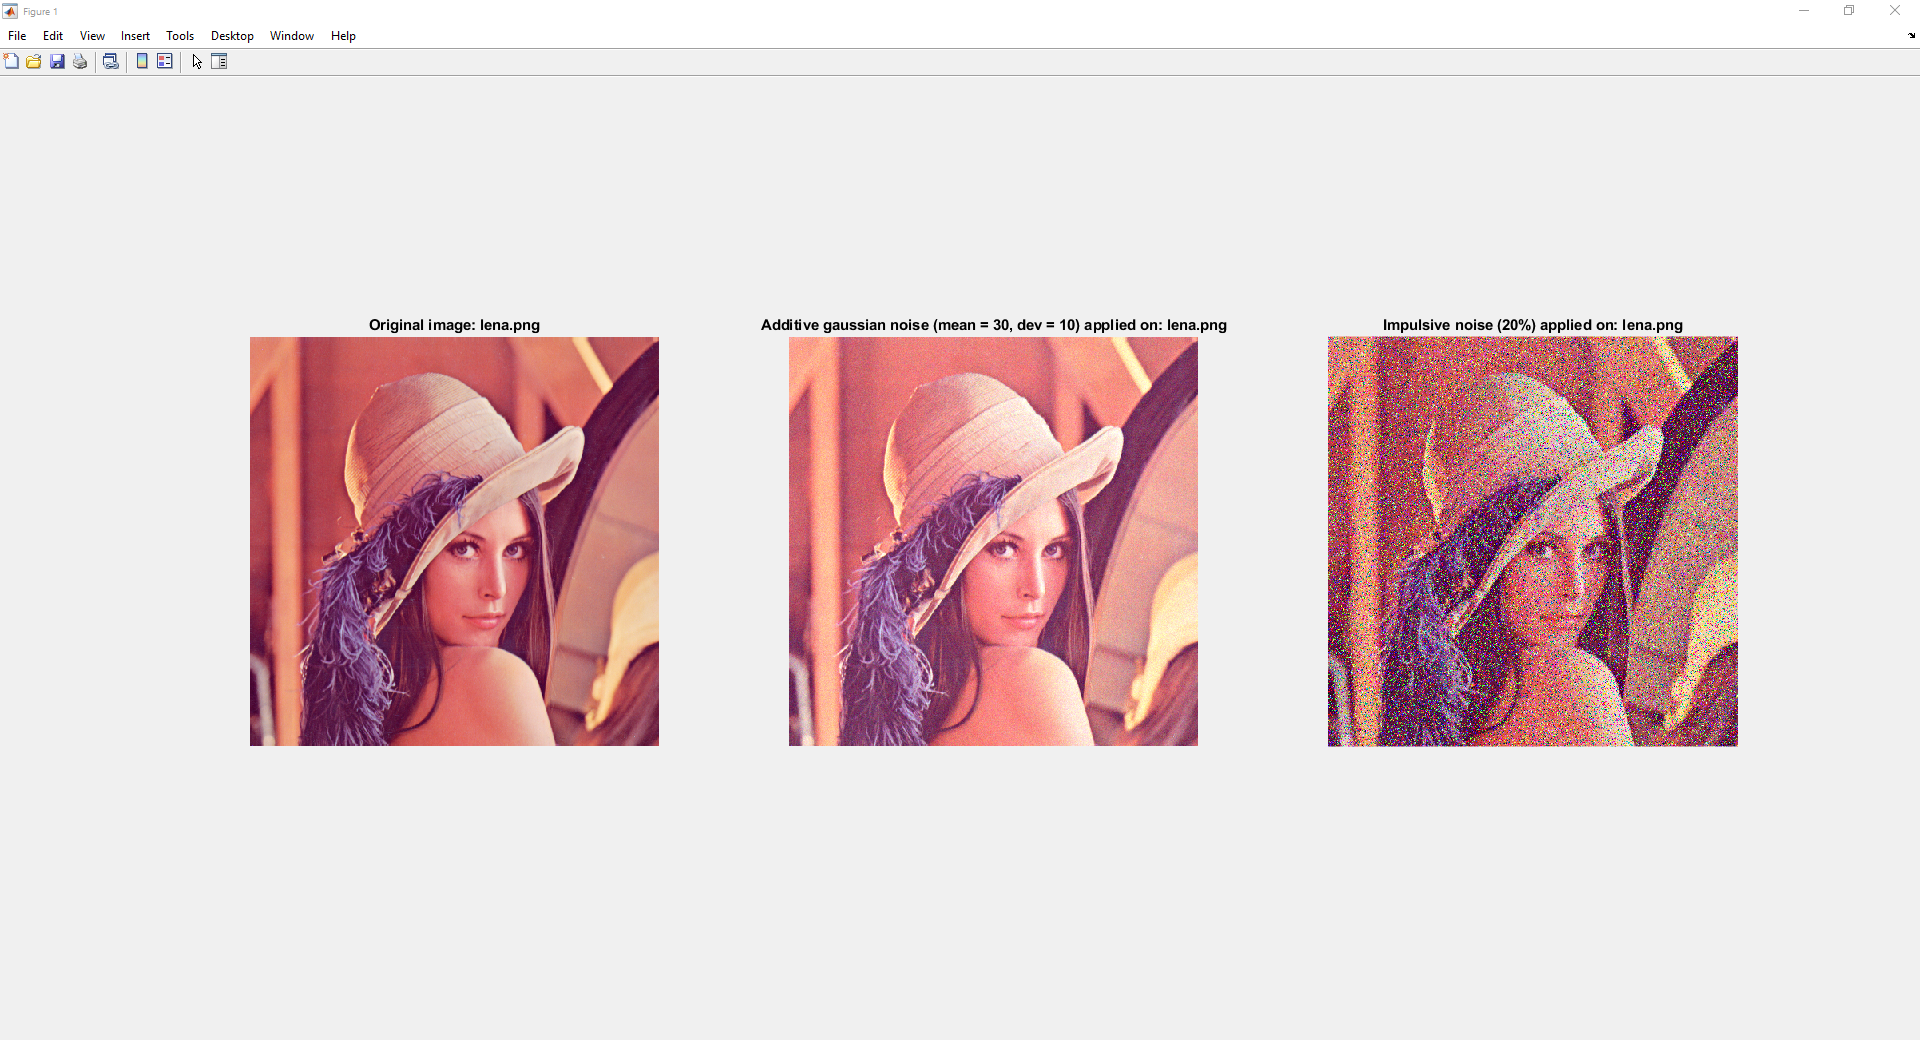 Figure 1
File Edit View Insert Tools Desktop Window Help
Original image: lena.png
Additive gaussian noise (mean = 30, dev = 10) applied on: lena.png
Impulsive noise (20%) applied on: lena.png